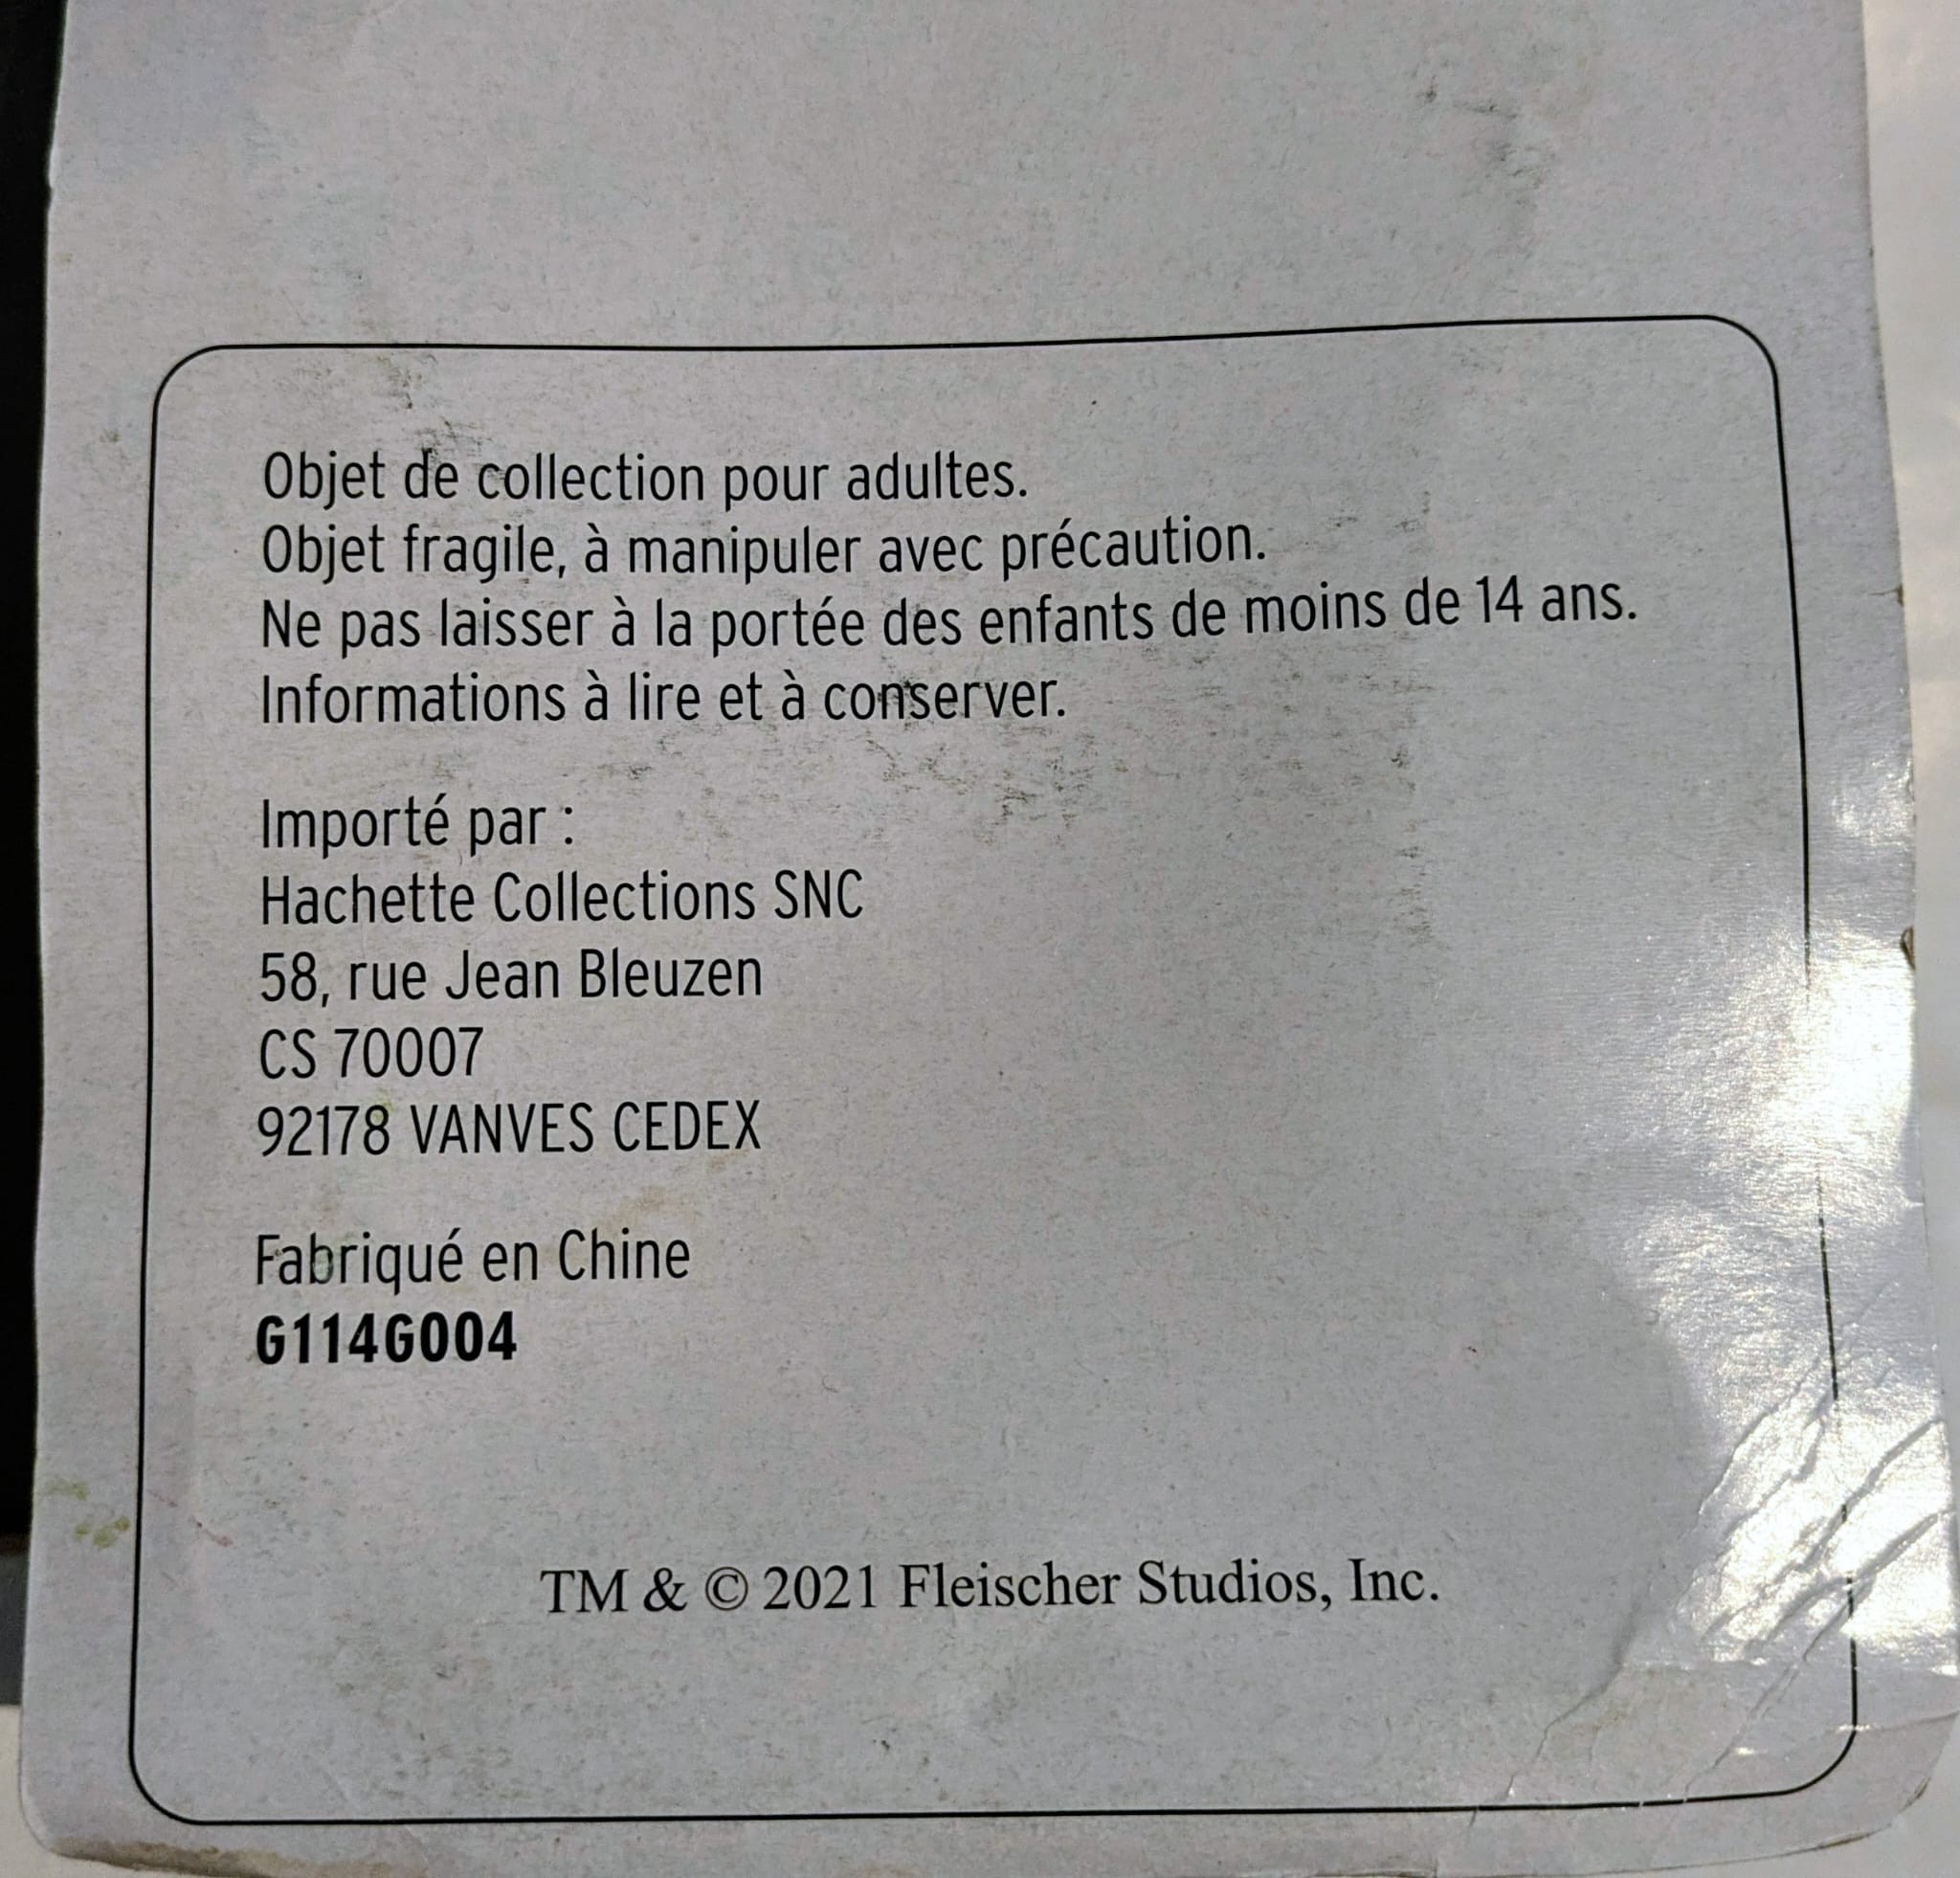 Objet de collection pour adultes.
Objet fragile, à manipuler avec précaution.
Ne pas laisser à la portée des enfants de moins de 14 ans.
Informations à lire et à conserver.
Importé par :
Hachette Collections SNC
58, rue Jean Bleuzen
CS 70007
92178 VANVES CEDEX
Fabriqué en Chine
G114G004
TM & © 2021 Fleischer Studios, Inc.